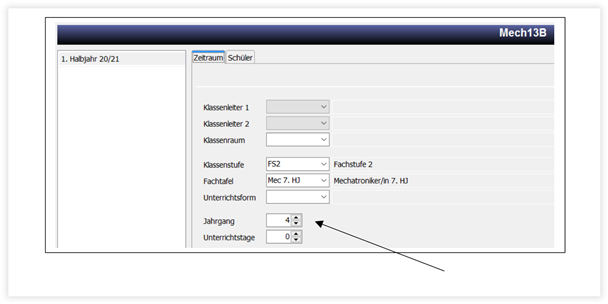 Mech13B
1. Halbjahr 20/21
Zeitraum Schüler
Klassenleiter 1
Klassenleiter 2
Klassenraum
Klassenstufe FS2 Fachstufe 2
Fachtafel Mec 7. HJ Mechatroniker/in 7. HJ
Unterrichtsform
Jahrgang 4
Unterrichtstage 0